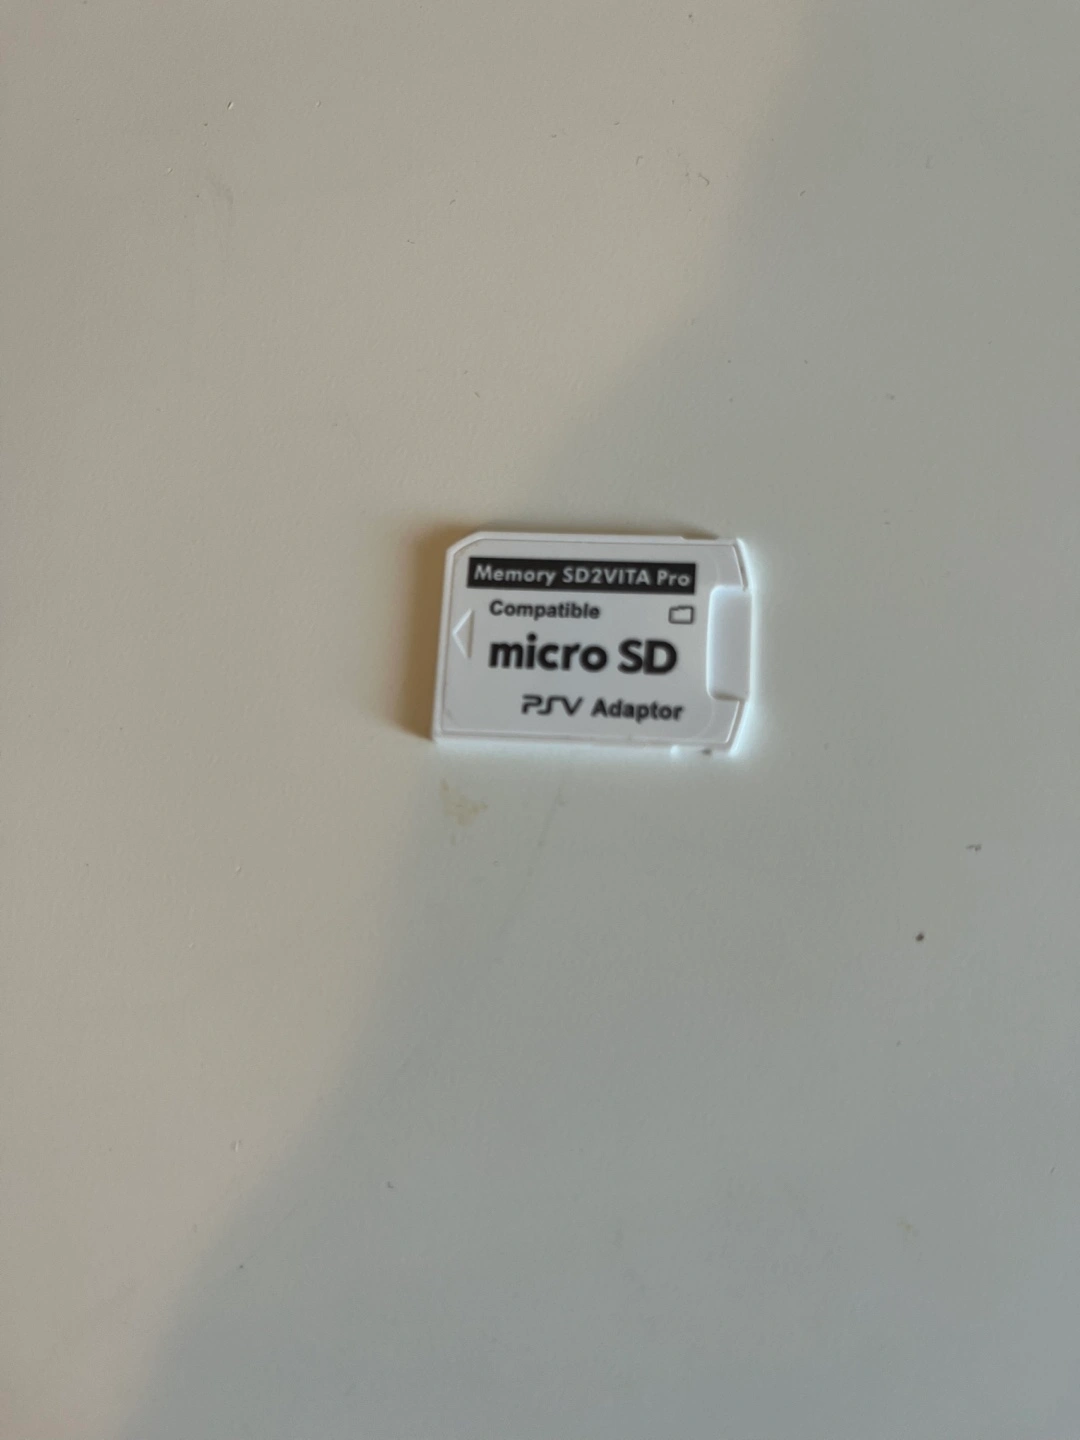 Memory SD2VITA Pro
Compatible
micro SD
PSV Adaptor